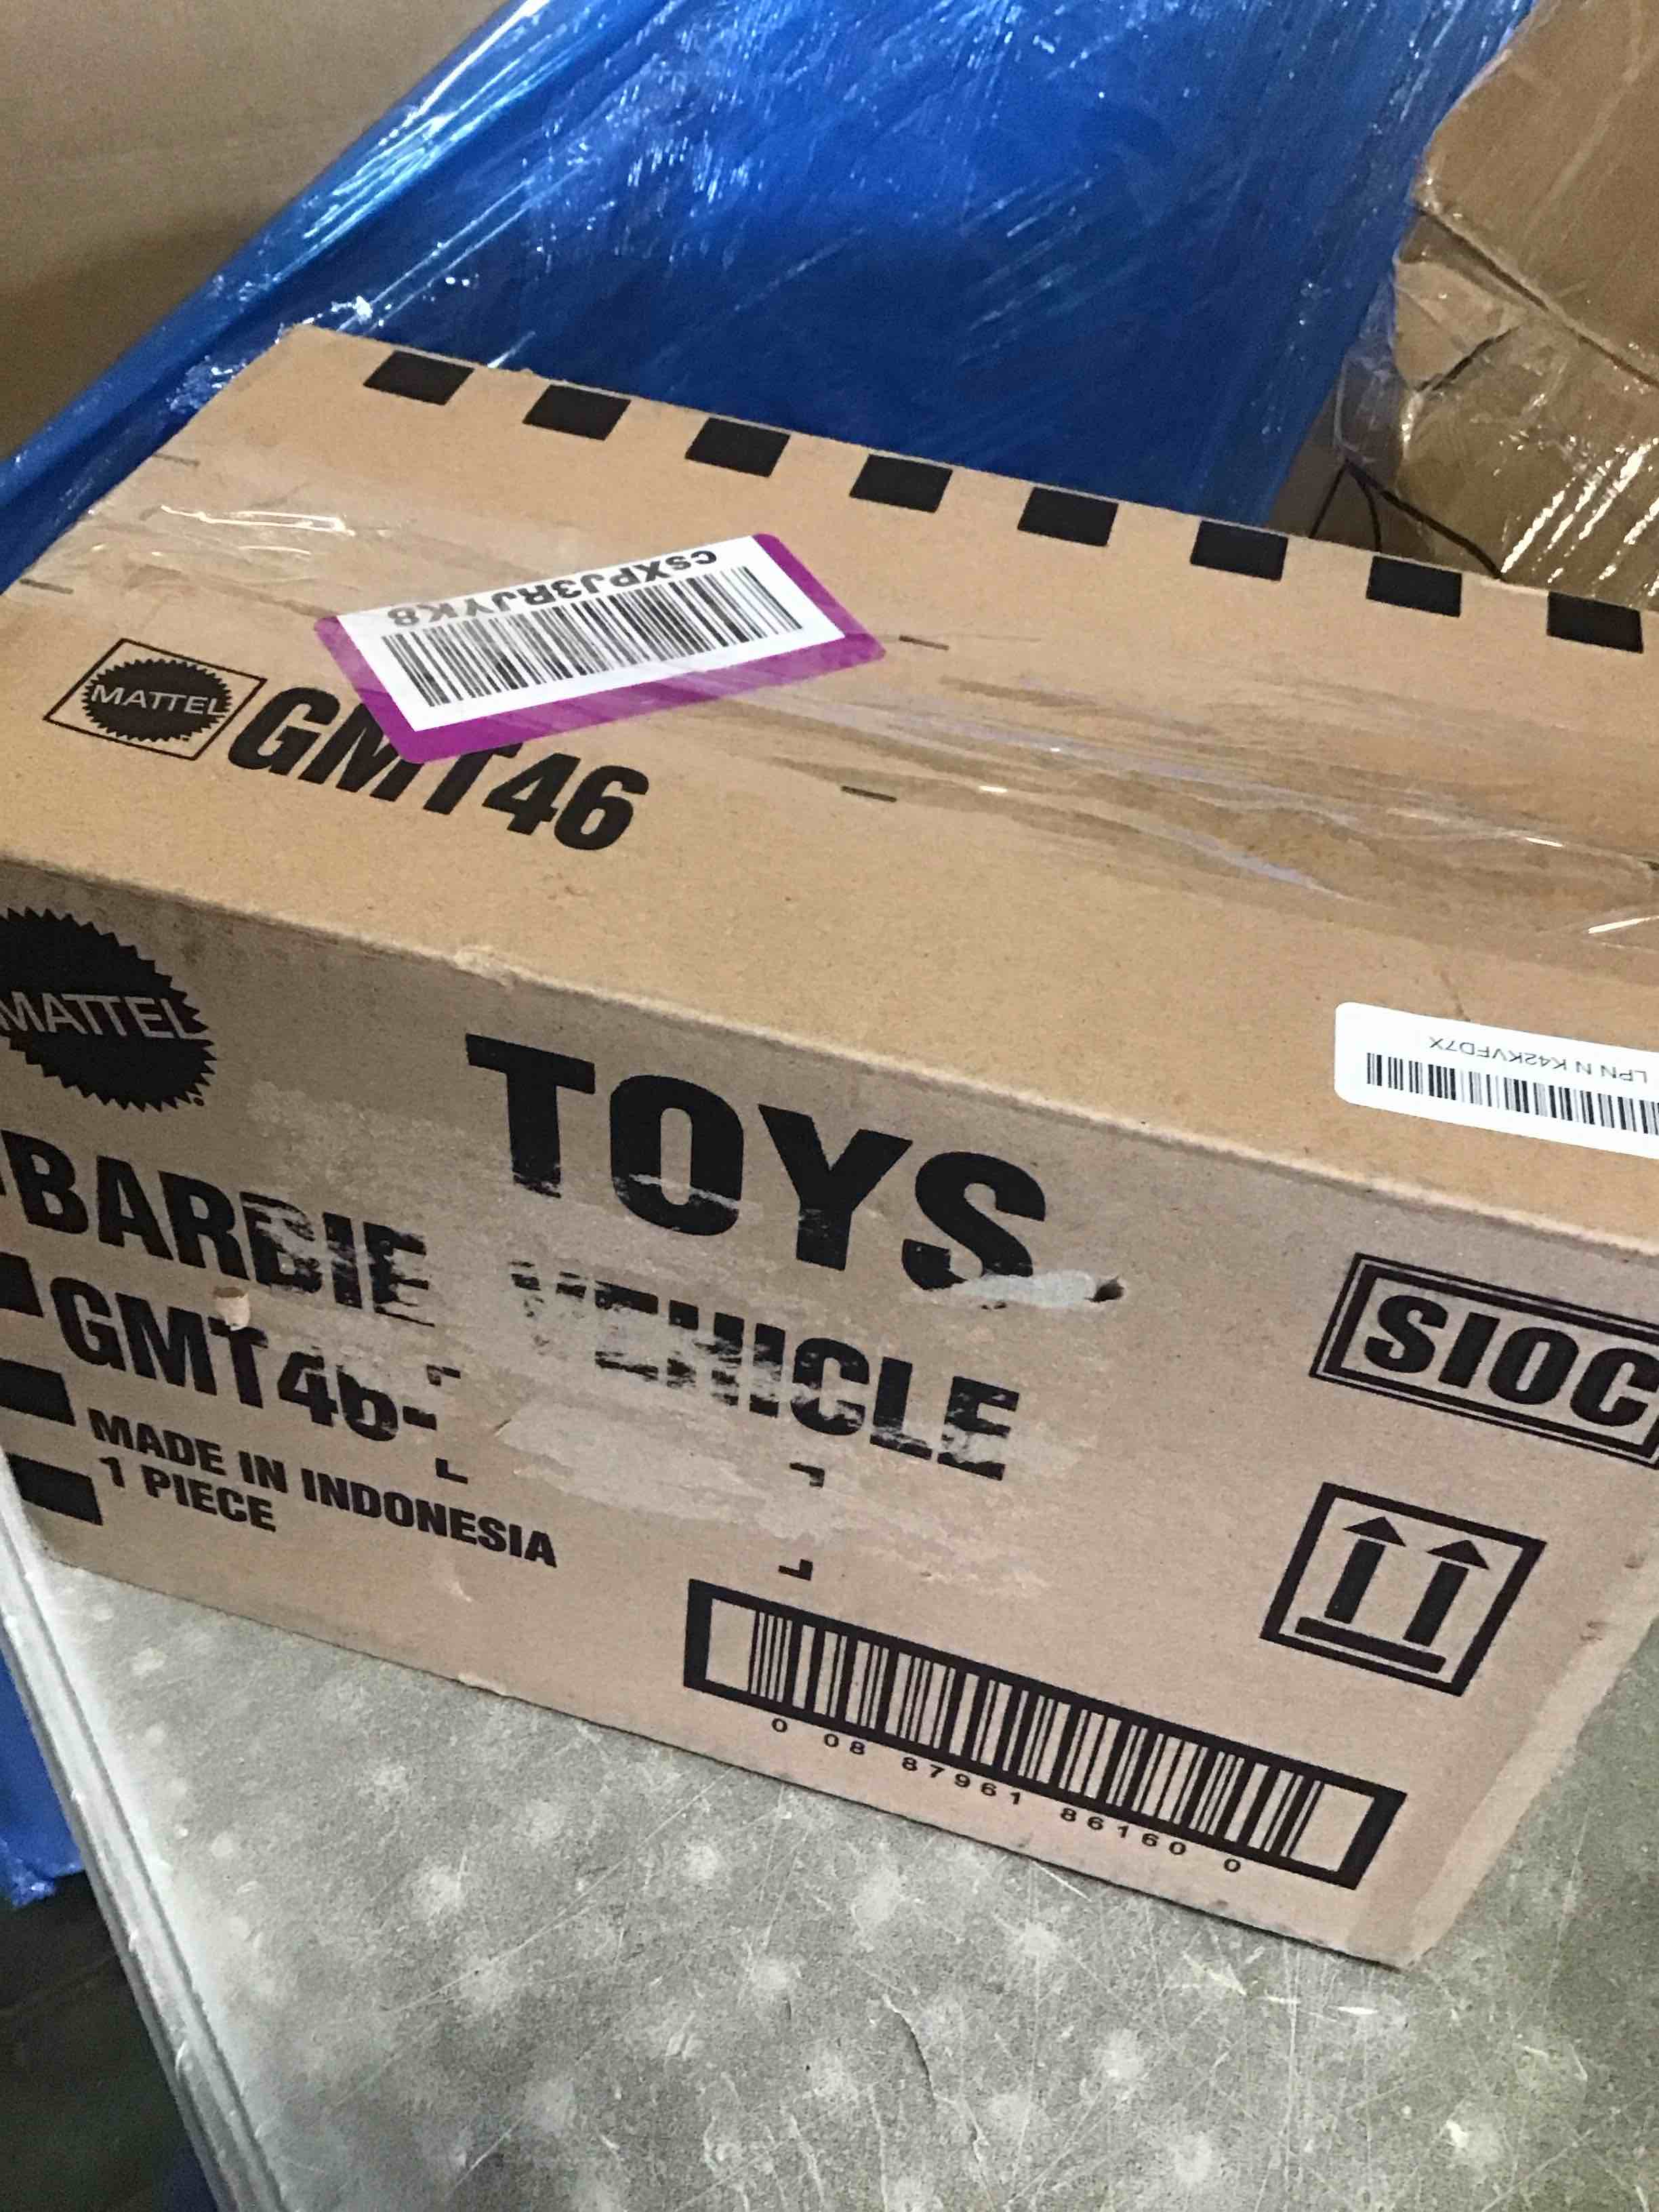 csXPJ3RJYK8
MATTEL
GMT46
LPN N K42KVFD7X
MATTEL
TOYS
BARBIE VEHICLE
GMT46-
MADE IN INDONESIA
1 PIECE
SIOC
0 08 87961 86160 0